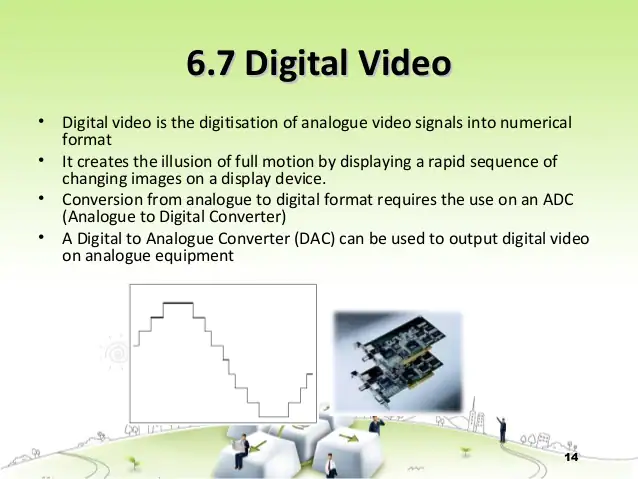 6.7 Digital Video
• Digital video is the digitisation of analogue video signals into numerical
format
• It creates the illusion of full motion by displaying a rapid sequence of
changing images on a display device.
• Conversion from analogue to digital format requires the use on an ADC
(Analogue to Digital Converter)
• A Digital to Analogue Converter (DAC) can be used to output digital video
on analogue equipment
14